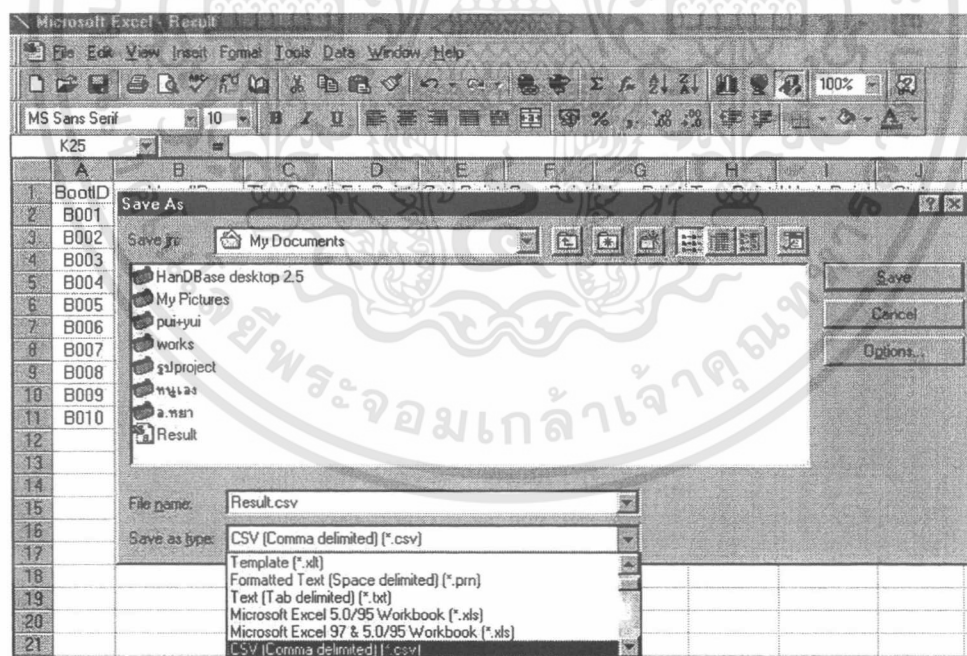 Microsoft Excel - Result
File Edit View Insert Format Tools Data Window Help
100%
MS Sans Serif 10 B I U
K25 =
A B C D E F G H I J
1 BootID
2 B001
3 B002
4 B003
5 B004
6 B005
7 B006
8 B007
9 B008
10 B009
11 B010
12
13
14
15
16
17
18
19
20
21
Save As
Save in: My Documents
HanDBase desktop 2.5
My Pictures
pui+yui
works
รูปproject
หนูเอง
อ.ทยา
Result
Save
Cancel
Options...
File name: Result.csv
Save as type: CSV (Comma delimited) (*.csv)
Template (*.xlt)
Formatted Text (Space delimited) (*.prn)
Text (Tab delimited) (*.txt)
Microsoft Excel 5.0/95 Workbook (*.xls)
Microsoft Excel 97 & 5.0/95 Workbook (*.xls)
CSV (Comma delimited) (*.csv)